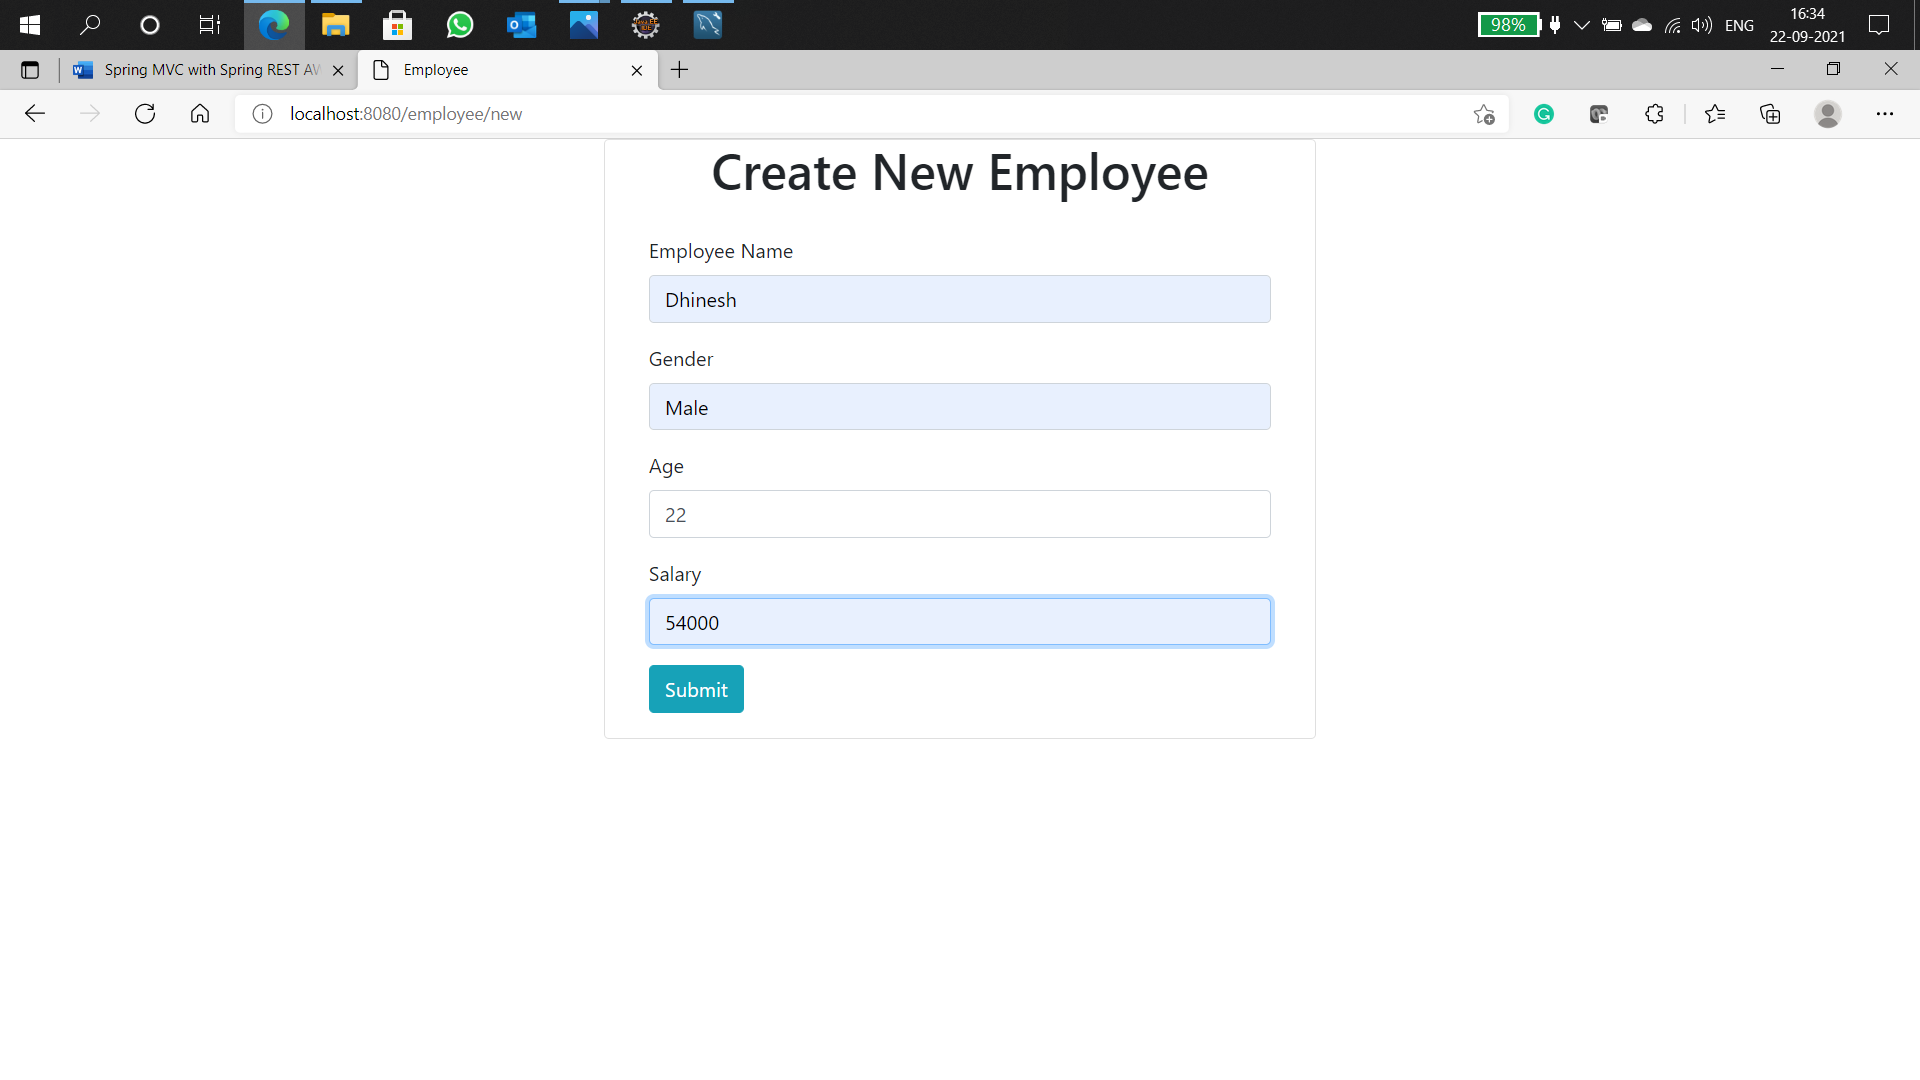 98%
ENG
16:34
22-09-2021
Spring MVC with Spring REST AW
Employee
localhost:8080/employee/new
Create New Employee
Employee Name
Dhinesh
Gender
Male
Age
22
Salary
54000
Submit